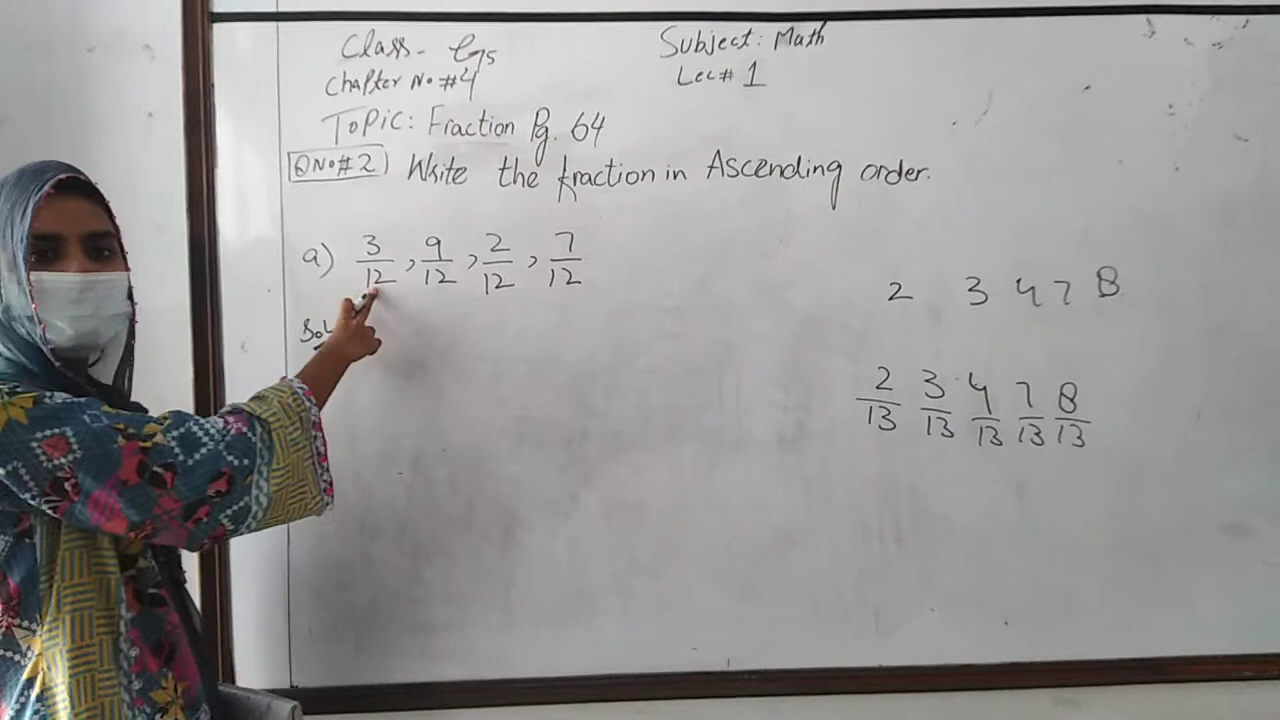 Class - G5
Subject: Math
Chapter No #4
Lec# 1
Topic: Fraction Pg. 64
Q No # 2) Write the fraction in Ascending order.
a) 3/12, 9/12, 2/12, 7/12
Sol
2 3 4 7 8
2/13 3/13 4/13 7/13 8/13